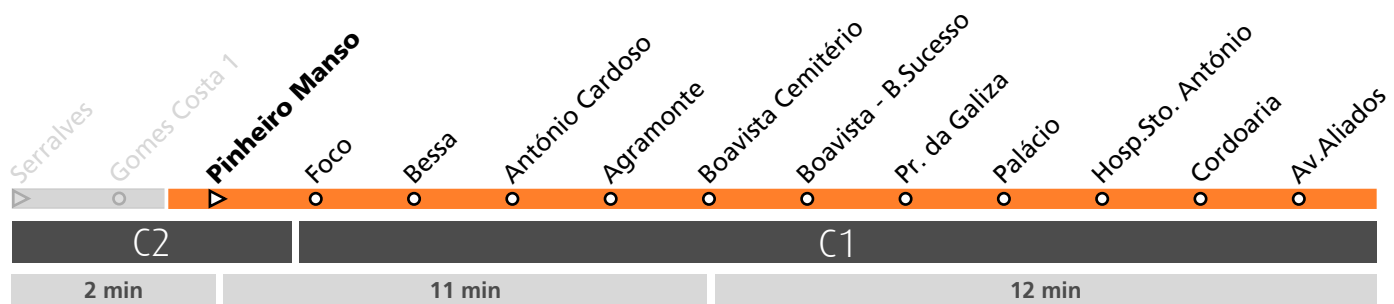 Serralves
Gomes Costa 1
Pinheiro Manso
Foco
Bessa
António Cardoso
Agramonte
Boavista Cemitério
Boavista - B.Sucesso
Pr. da Galiza
Palácio
Hosp.Sto. António
Cordoaria
Av.Aliados
C2
C1
2 min
11 min
12 min